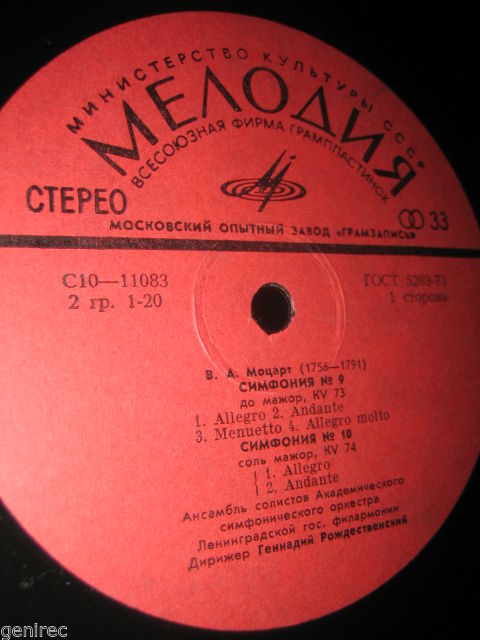 МИНИСТЕРСТВО КУЛЬТУРЫ СССР
МЕЛОДИЯ
ВСЕСОЮЗНАЯ ФИРМА ГРАМПЛАСТИНОК
СТЕРЕО
33
МОСКОВСКИЙ ОПЫТНЫЙ ЗАВОД «ГРАМЗАПИСЬ»
С10—11083
ГОСТ 5289-73
2 гр. 1-20
1 сторона
В. А. Моцарт (1756—1791)
СИМФОНИЯ № 9
до мажор, KV 73
1. Allegro 2. Andante
3. Menuetto 4. Allegro molto
СИМФОНИЯ № 10
соль мажор, KV 74
1. Allegro
2. Andante
Ансамбль солистов Академического
симфонического оркестра
Ленинградской гос. филармонии
Дирижер Геннадий Рождественский
genirec